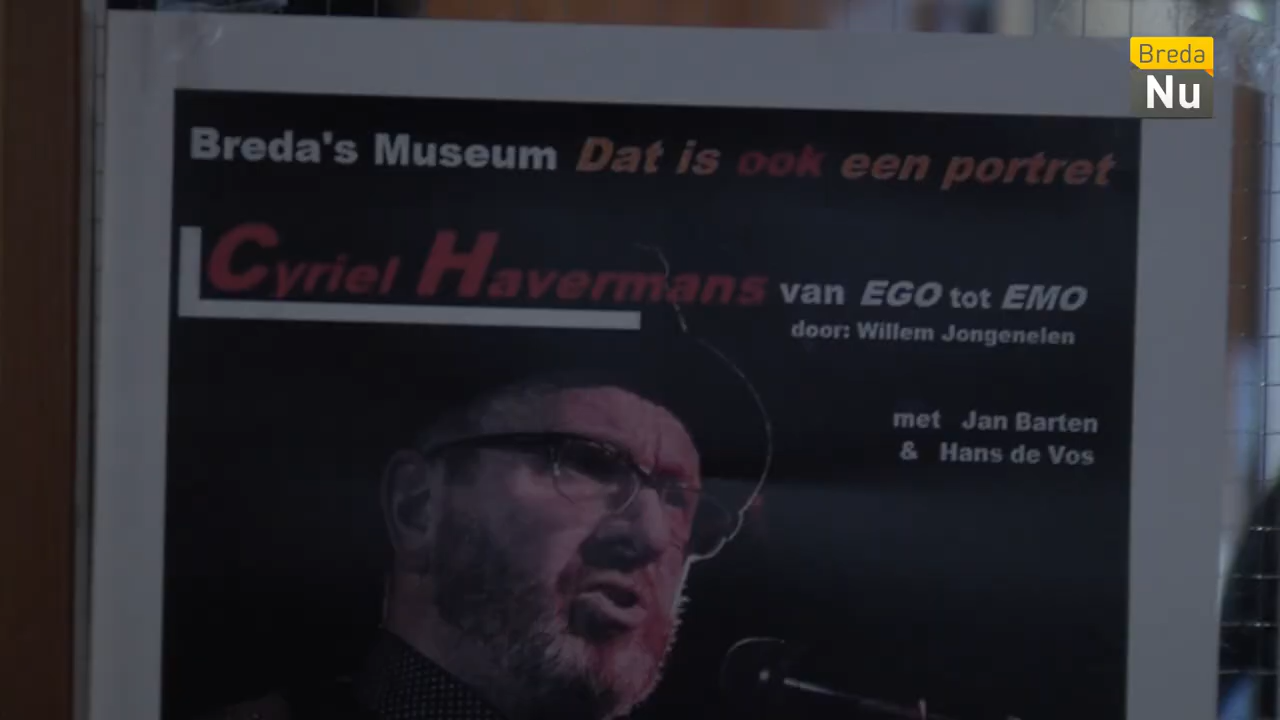 Breda
Nu
Breda's Museum Dat is ook een portret
Cyriel Havermans van EGO tot EMO
door: Willem Jongenelen
met Jan Barten
& Hans de Vos